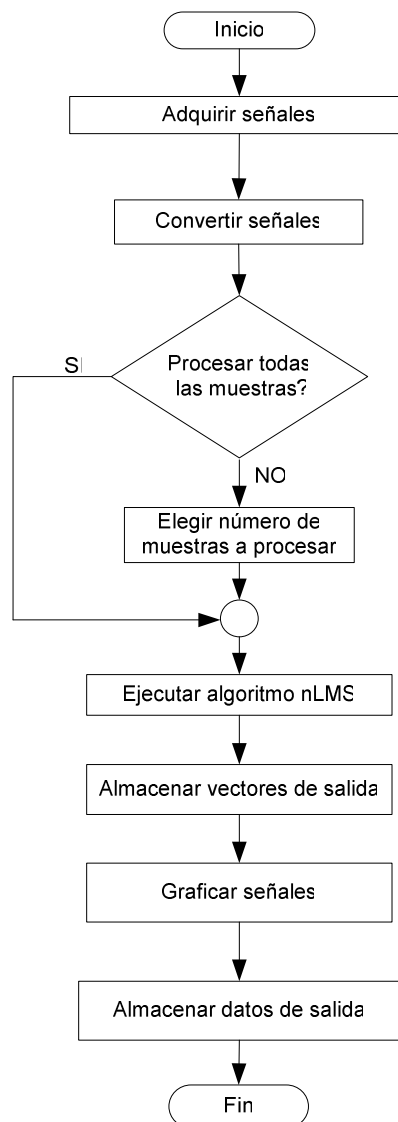 Inicio
Adquirir señales
Convertir señales
Procesar todas
las muestras?
SI
NO
Elegir número de
muestras a procesar
Ejecutar algoritmo nLMS
Almacenar vectores de salida
Graficar señales
Almacenar datos de salida
Fin